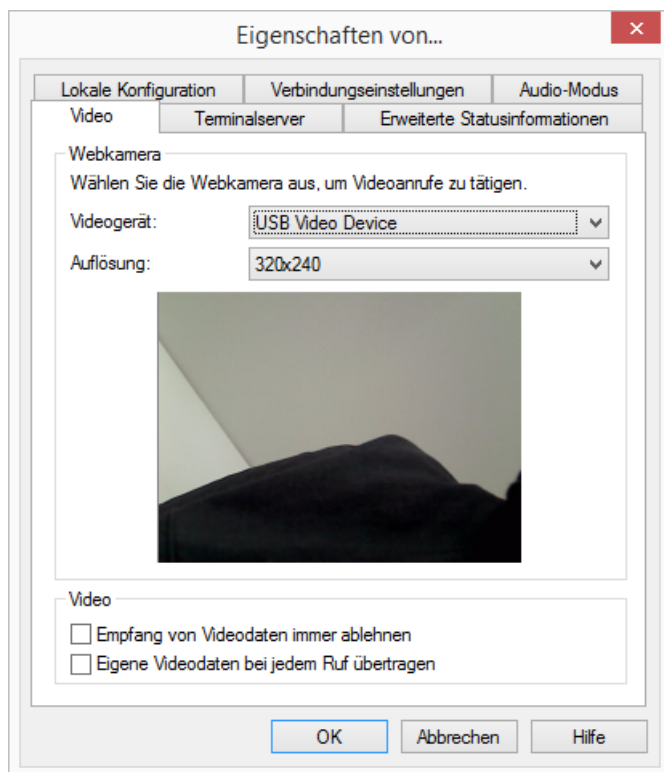 Eigenschaften von...
Lokale Konfiguration Verbindungseinstellungen Audio-Modus
Video Terminalserver Erweiterte Statusinformationen
Webkamera
Wählen Sie die Webkamera aus, um Videoanrufe zu tätigen.
Videogerät: USB Video Device
Auflösung: 320x240
Video
Empfang von Videodaten immer ablehnen
Eigene Videodaten bei jedem Ruf übertragen
OK Abbrechen Hilfe